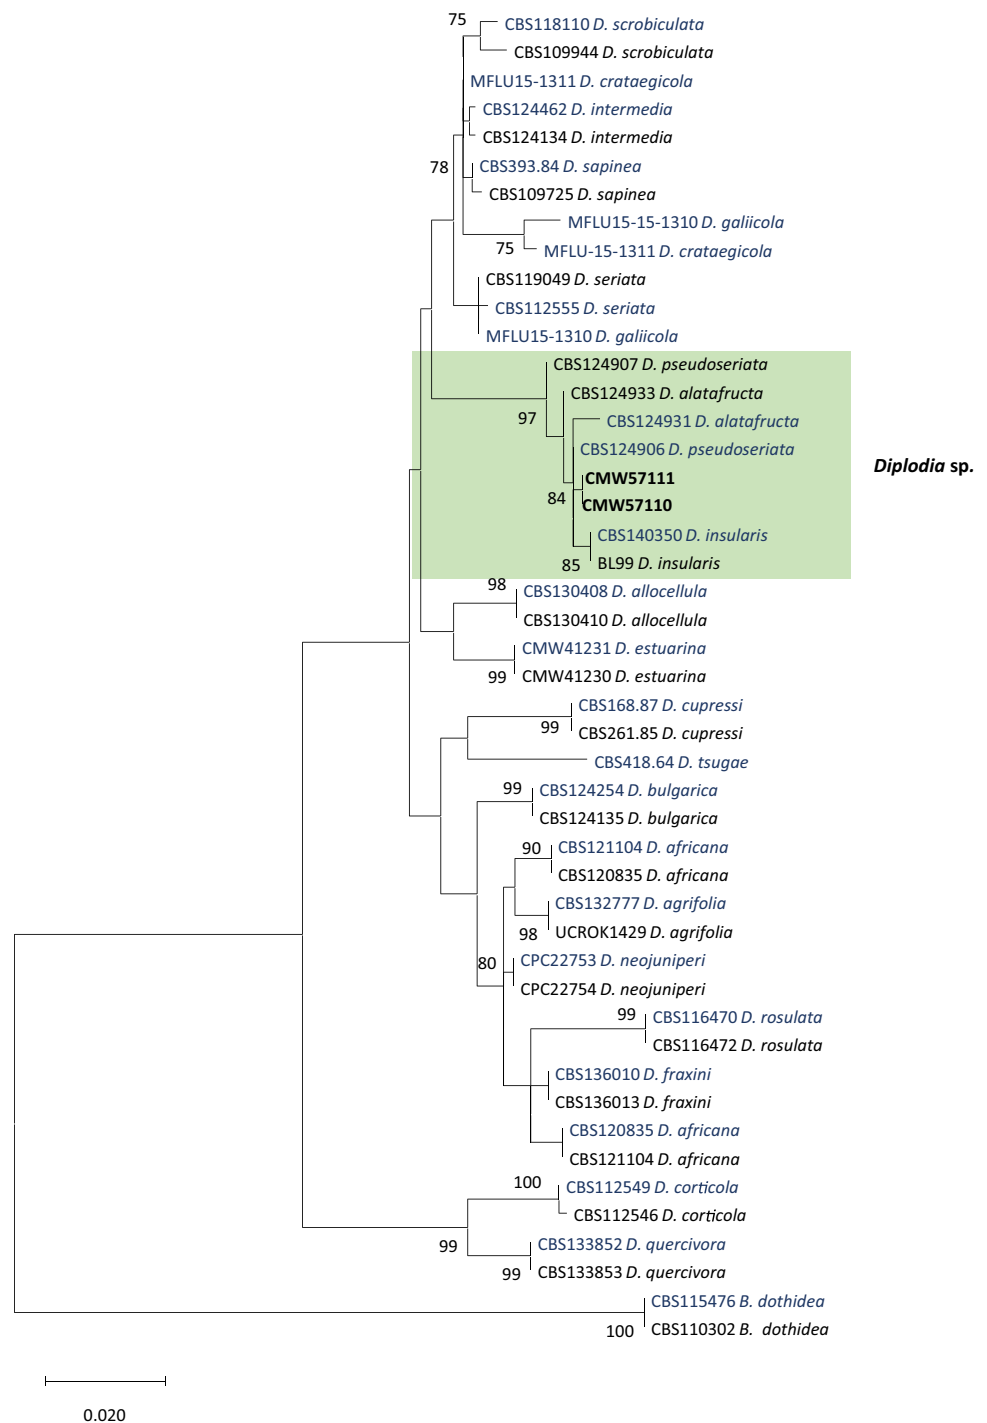 75
CBS118110 D. scrobiculata
CBS109944 D. scrobiculata
MFLU15-1311 D. crataegicola
CBS124462 D. intermedia
CBS124134 D. intermedia
78
CBS393.84 D. sapinea
CBS109725 D. sapinea
MFLU15-15-1310 D. galiicola
75
MFLU-15-1311 D. crataegicola
CBS119049 D. seriata
CBS112555 D. seriata
MFLU15-1310 D. galiicola
CBS124907 D. pseudoseriata
CBS124933 D. alatafructa
97
CBS124931 D. alatafructa
CBS124906 D. pseudoseriata
Diplodia sp.
CMW57111
84
CMW57110
CBS140350 D. insularis
85
BL99 D. insularis
98
CBS130408 D. allocellula
CBS130410 D. allocellula
CMW41231 D. estuarina
99
CMW41230 D. estuarina
CBS168.87 D. cupressi
99
CBS261.85 D. cupressi
CBS418.64 D. tsugae
99
CBS124254 D. bulgarica
CBS124135 D. bulgarica
90
CBS121104 D. africana
CBS120835 D. africana
CBS132777 D. agrifolia
98
UCROK1429 D. agrifolia
80
CPC22753 D. neojuniperi
CPC22754 D. neojuniperi
99
CBS116470 D. rosulata
CBS116472 D. rosulata
CBS136010 D. fraxini
CBS136013 D. fraxini
CBS120835 D. africana
CBS121104 D. africana
100
CBS112549 D. corticola
CBS112546 D. corticola
99
CBS133852 D. quercivora
99
CBS133853 D. quercivora
CBS115476 B. dothidea
100
CBS110302 B. dothidea
0.020